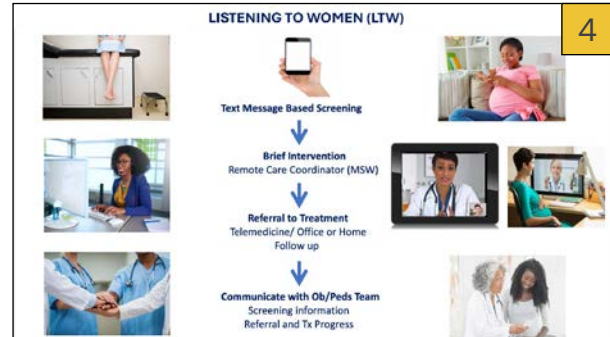 LISTENING TO WOMEN (LTW)
4
Text Message Based Screening
Brief Intervention
Remote Care Coordinator (MSW)
Referral to Treatment
Telemedicine/ Office or Home
Follow up
Communicate with Ob/Peds Team
Screening information
Referral and Tx Progress